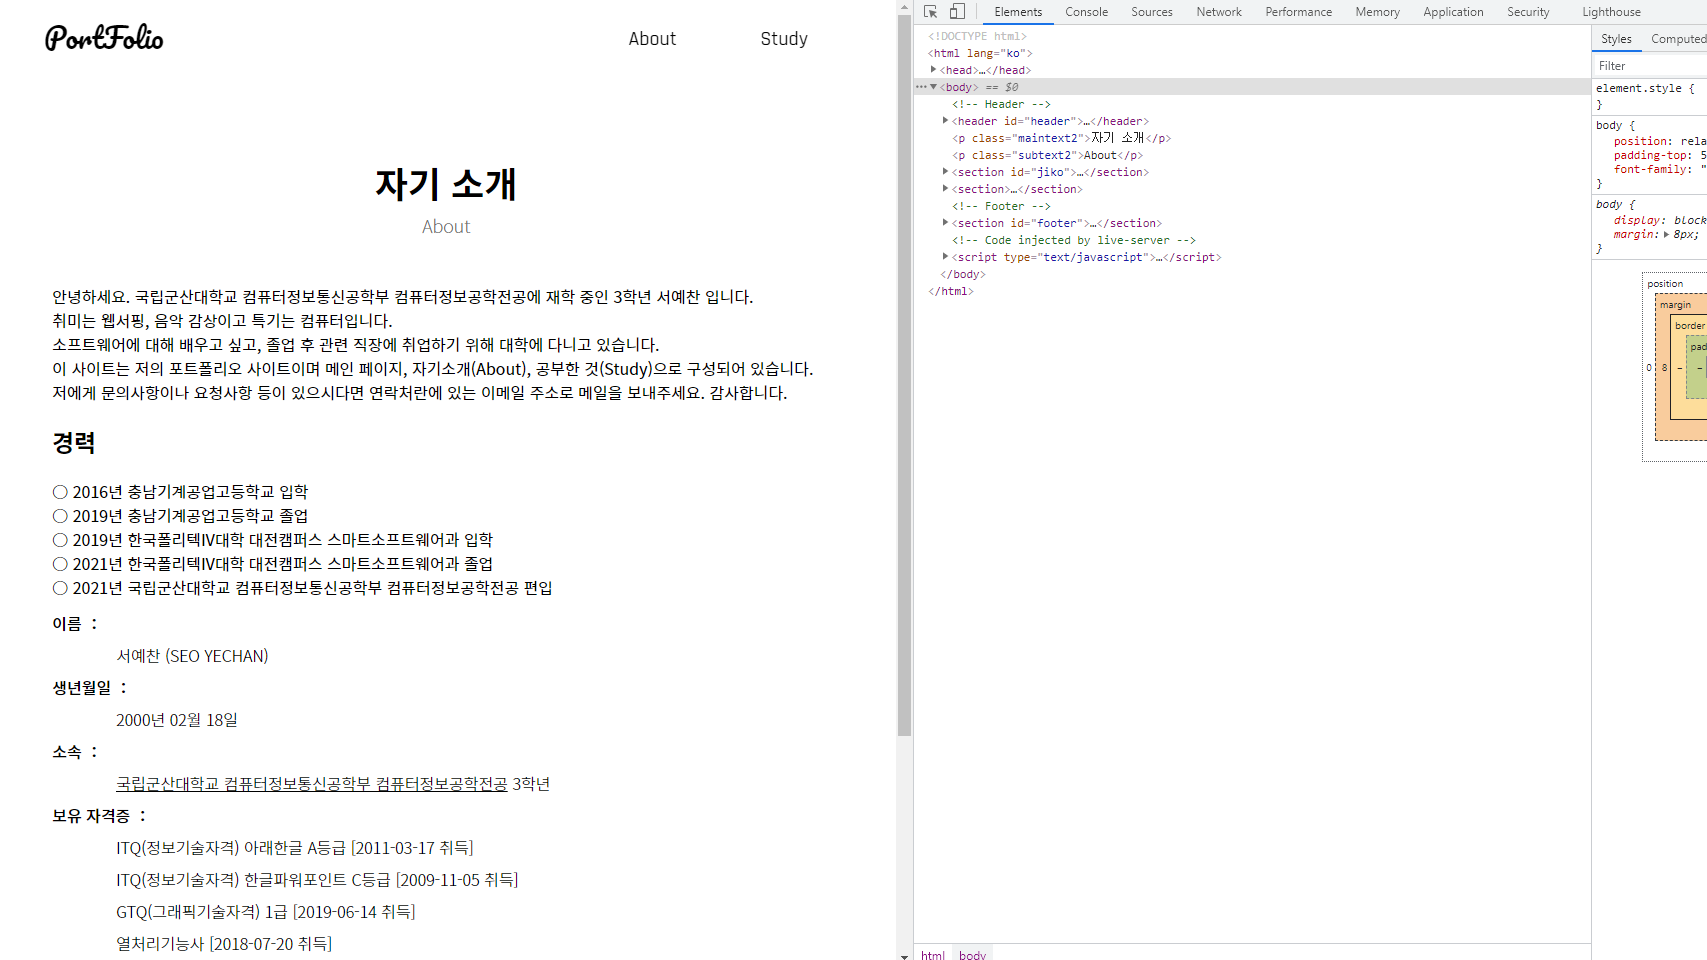 PortFolio
About
Study
자기 소개
About
안녕하세요. 국립군산대학교 컴퓨터정보통신공학부 컴퓨터정보공학전공에 재학 중인 3학년 서예찬 입니다.
취미는 웹서핑, 음악 감상이고 특기는 컴퓨터입니다.
소프트웨어에 대해 배우고 싶고, 졸업 후 관련 직장에 취업하기 위해 대학에 다니고 있습니다.
이 사이트는 저의 포트폴리오 사이트이며 메인 페이지, 자기소개(About), 공부한 것(Study)으로 구성되어 있습니다.
저에게 문의사항이나 요청사항 등이 있으시다면 연락처란에 있는 이메일 주소로 메일을 보내주세요. 감사합니다.
경력
○ 2016년 충남기계공업고등학교 입학
○ 2019년 충남기계공업고등학교 졸업
○ 2019년 한국폴리텍Ⅳ대학 대전캠퍼스 스마트소프트웨어과 입학
○ 2021년 한국폴리텍Ⅳ대학 대전캠퍼스 스마트소프트웨어과 졸업
○ 2021년 국립군산대학교 컴퓨터정보통신공학부 컴퓨터정보공학전공 편입
이름 :
서예찬 (SEO YECHAN)
생년월일 :
2000년 02월 18일
소속 :
국립군산대학교 컴퓨터정보통신공학부 컴퓨터정보공학전공 3학년
보유 자격증 :
ITQ(정보기술자격) 아래한글 A등급 [2011-03-17 취득]
ITQ(정보기술자격) 한글파워포인트 C등급 [2009-11-05 취득]
GTQ(그래픽기술자격) 1급 [2019-06-14 취득]
열처리기능사 [2018-07-20 취득]
Elements Console Sources Network Performance Memory Application Security Lighthouse
<!DOCTYPE html>
<html lang="ko">
<head>…</head>
<body> == $0
<!-- Header -->
<header id="header">…</header>
<p class="maintext2">자기 소개</p>
<p class="subtext2">About</p>
<section id="jiko">…</section>
<section>…</section>
<!-- Footer -->
<section id="footer">…</section>
<!-- Code injected by live-server -->
<script type="text/javascript">…</script>
</body>
</html>
html body
Styles Computed
Filter
element.style {
}
body {
position: rela
padding-top: 5
font-family: "
}
body {
display: block
margin: 8px;
}
position
margin
border
pad
0 8 – –